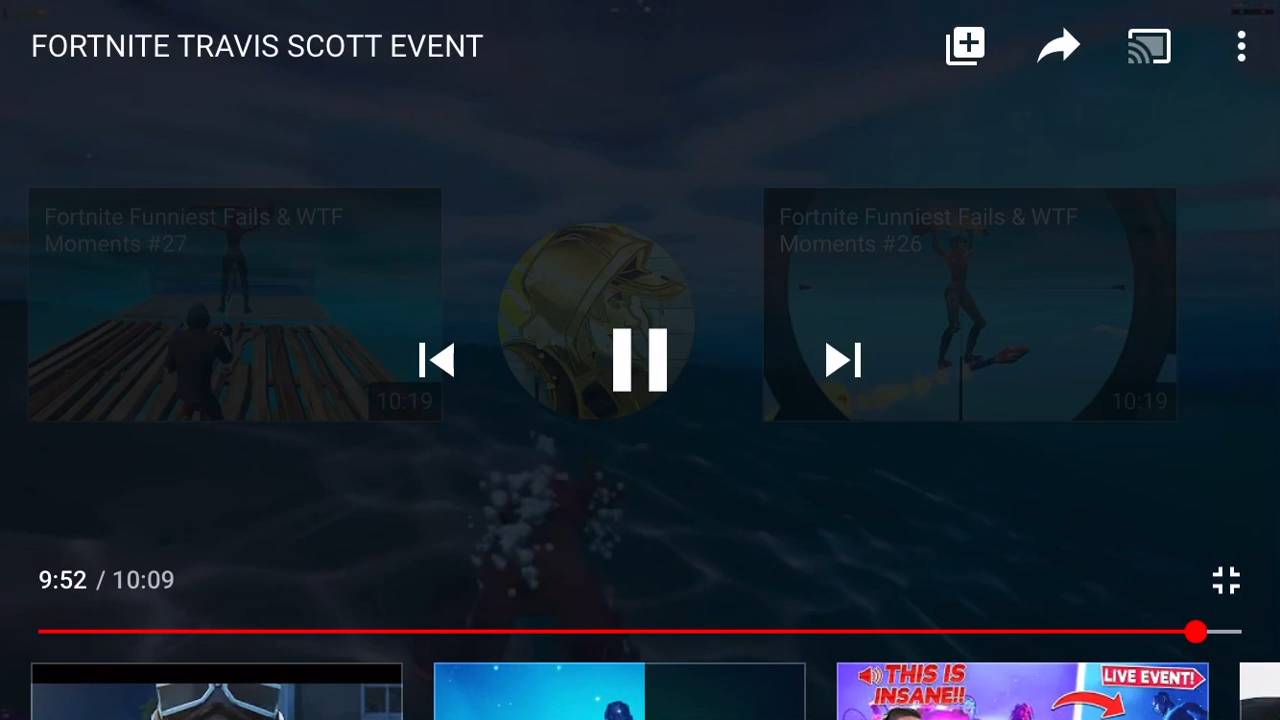 FORTNITE TRAVIS SCOTT EVENT
Fortnite Funniest Fails & WTF
Moments #27
10:19
Fortnite Funniest Fails & WTF
Moments #26
10:19
9:52 / 10:09
THIS IS
INSANE!!
LIVE EVENT!